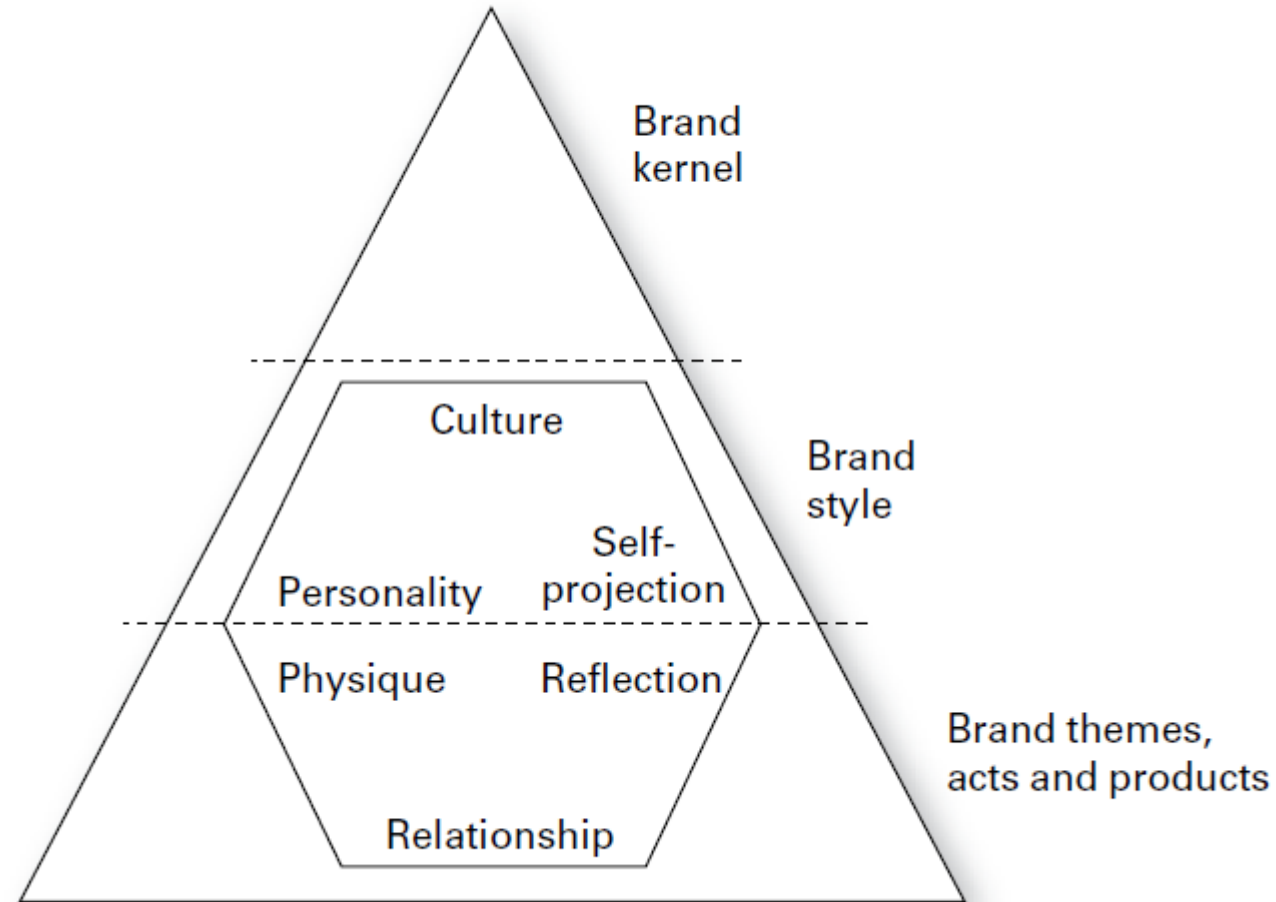 Brand
kernel
Culture
Brand
style
Self-
projection
Personality
Physique
Reflection
Brand themes,
acts and products
Relationship